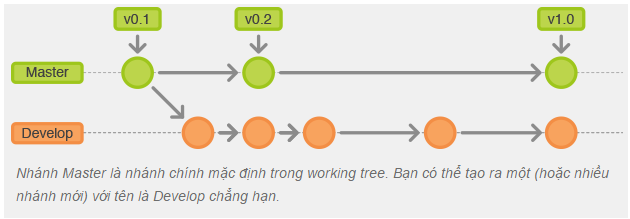 v0.1 v0.2 v1.0
Master
Develop
Nhánh Master là nhánh chính mặc định trong working tree. Bạn có thể tạo ra một (hoặc nhiều
nhánh mới) với tên là Develop chẳng hạn.